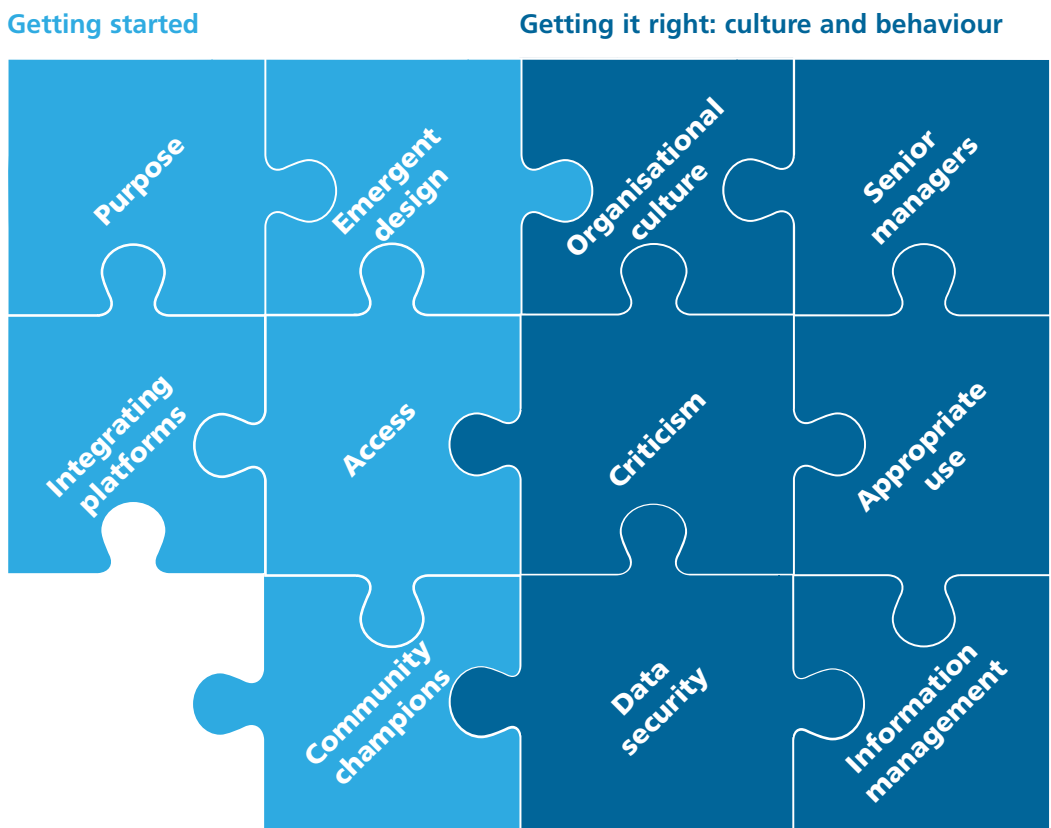 Getting started
Getting it right: culture and behaviour
Purpose
Emergent
design
Organisational
culture
Senior
managers
Integrating
platforms
Access
Criticism
Appropriate
use
Community
champions
Data
security
Information
management